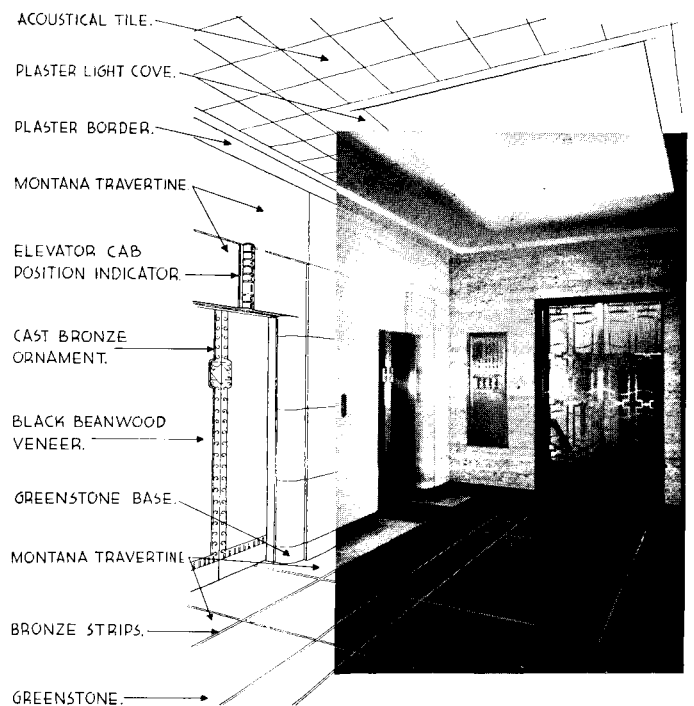 ACOUSTICAL TILE.
PLASTER LIGHT COVE.
PLASTER BORDER.
MONTANA TRAVERTINE
ELEVATOR CAB
POSITION INDICATOR.
CAST BRONZE
ORNAMENT.
BLACK BEANWOOD
VENEER.
GREENSTONE BASE.
MONTANA TRAVERTINE
BRONZE STRIPS.
GREENSTONE.